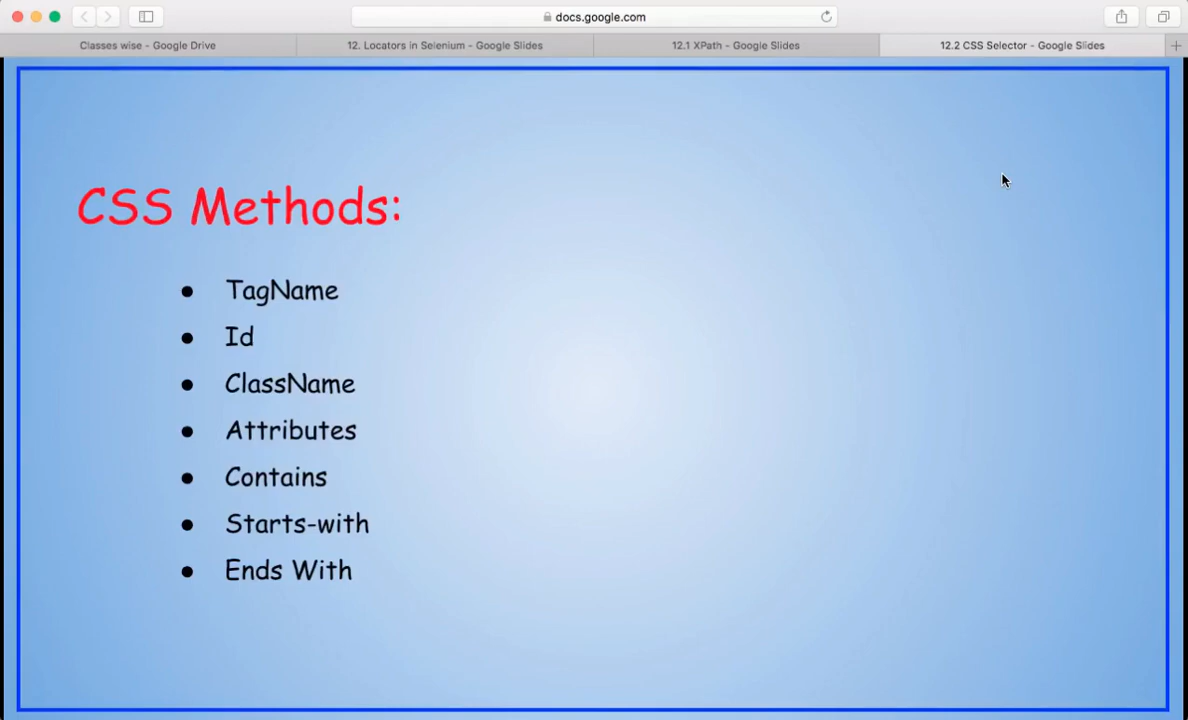 docs.google.com
Classes wise - Google Drive
12. Locators in Selenium - Google Slides
12.1 XPath - Google Slides
12.2 CSS Selector - Google Slides
CSS Methods:
● TagName
● Id
● ClassName
● Attributes
● Contains
● Starts-with
● Ends With